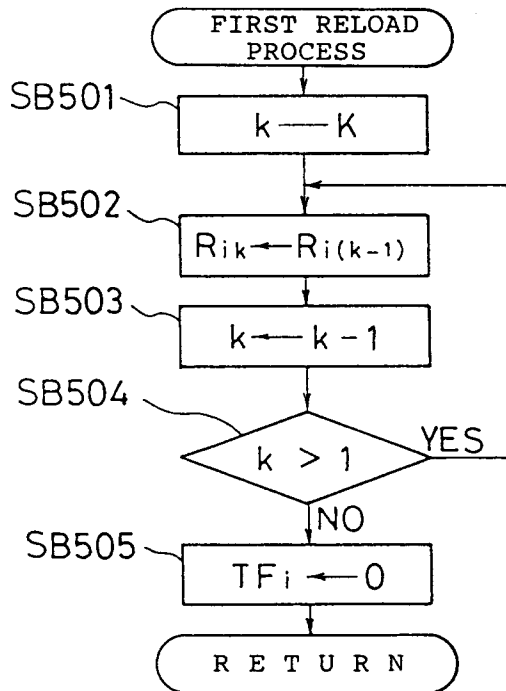 FIRST RELOAD
PROCESS
SB501
k — K
SB502
Rik ← Ri(k-1)
SB503
k ← k - 1
SB504
k > 1
YES
NO
SB505
TFi ← 0
RETURN